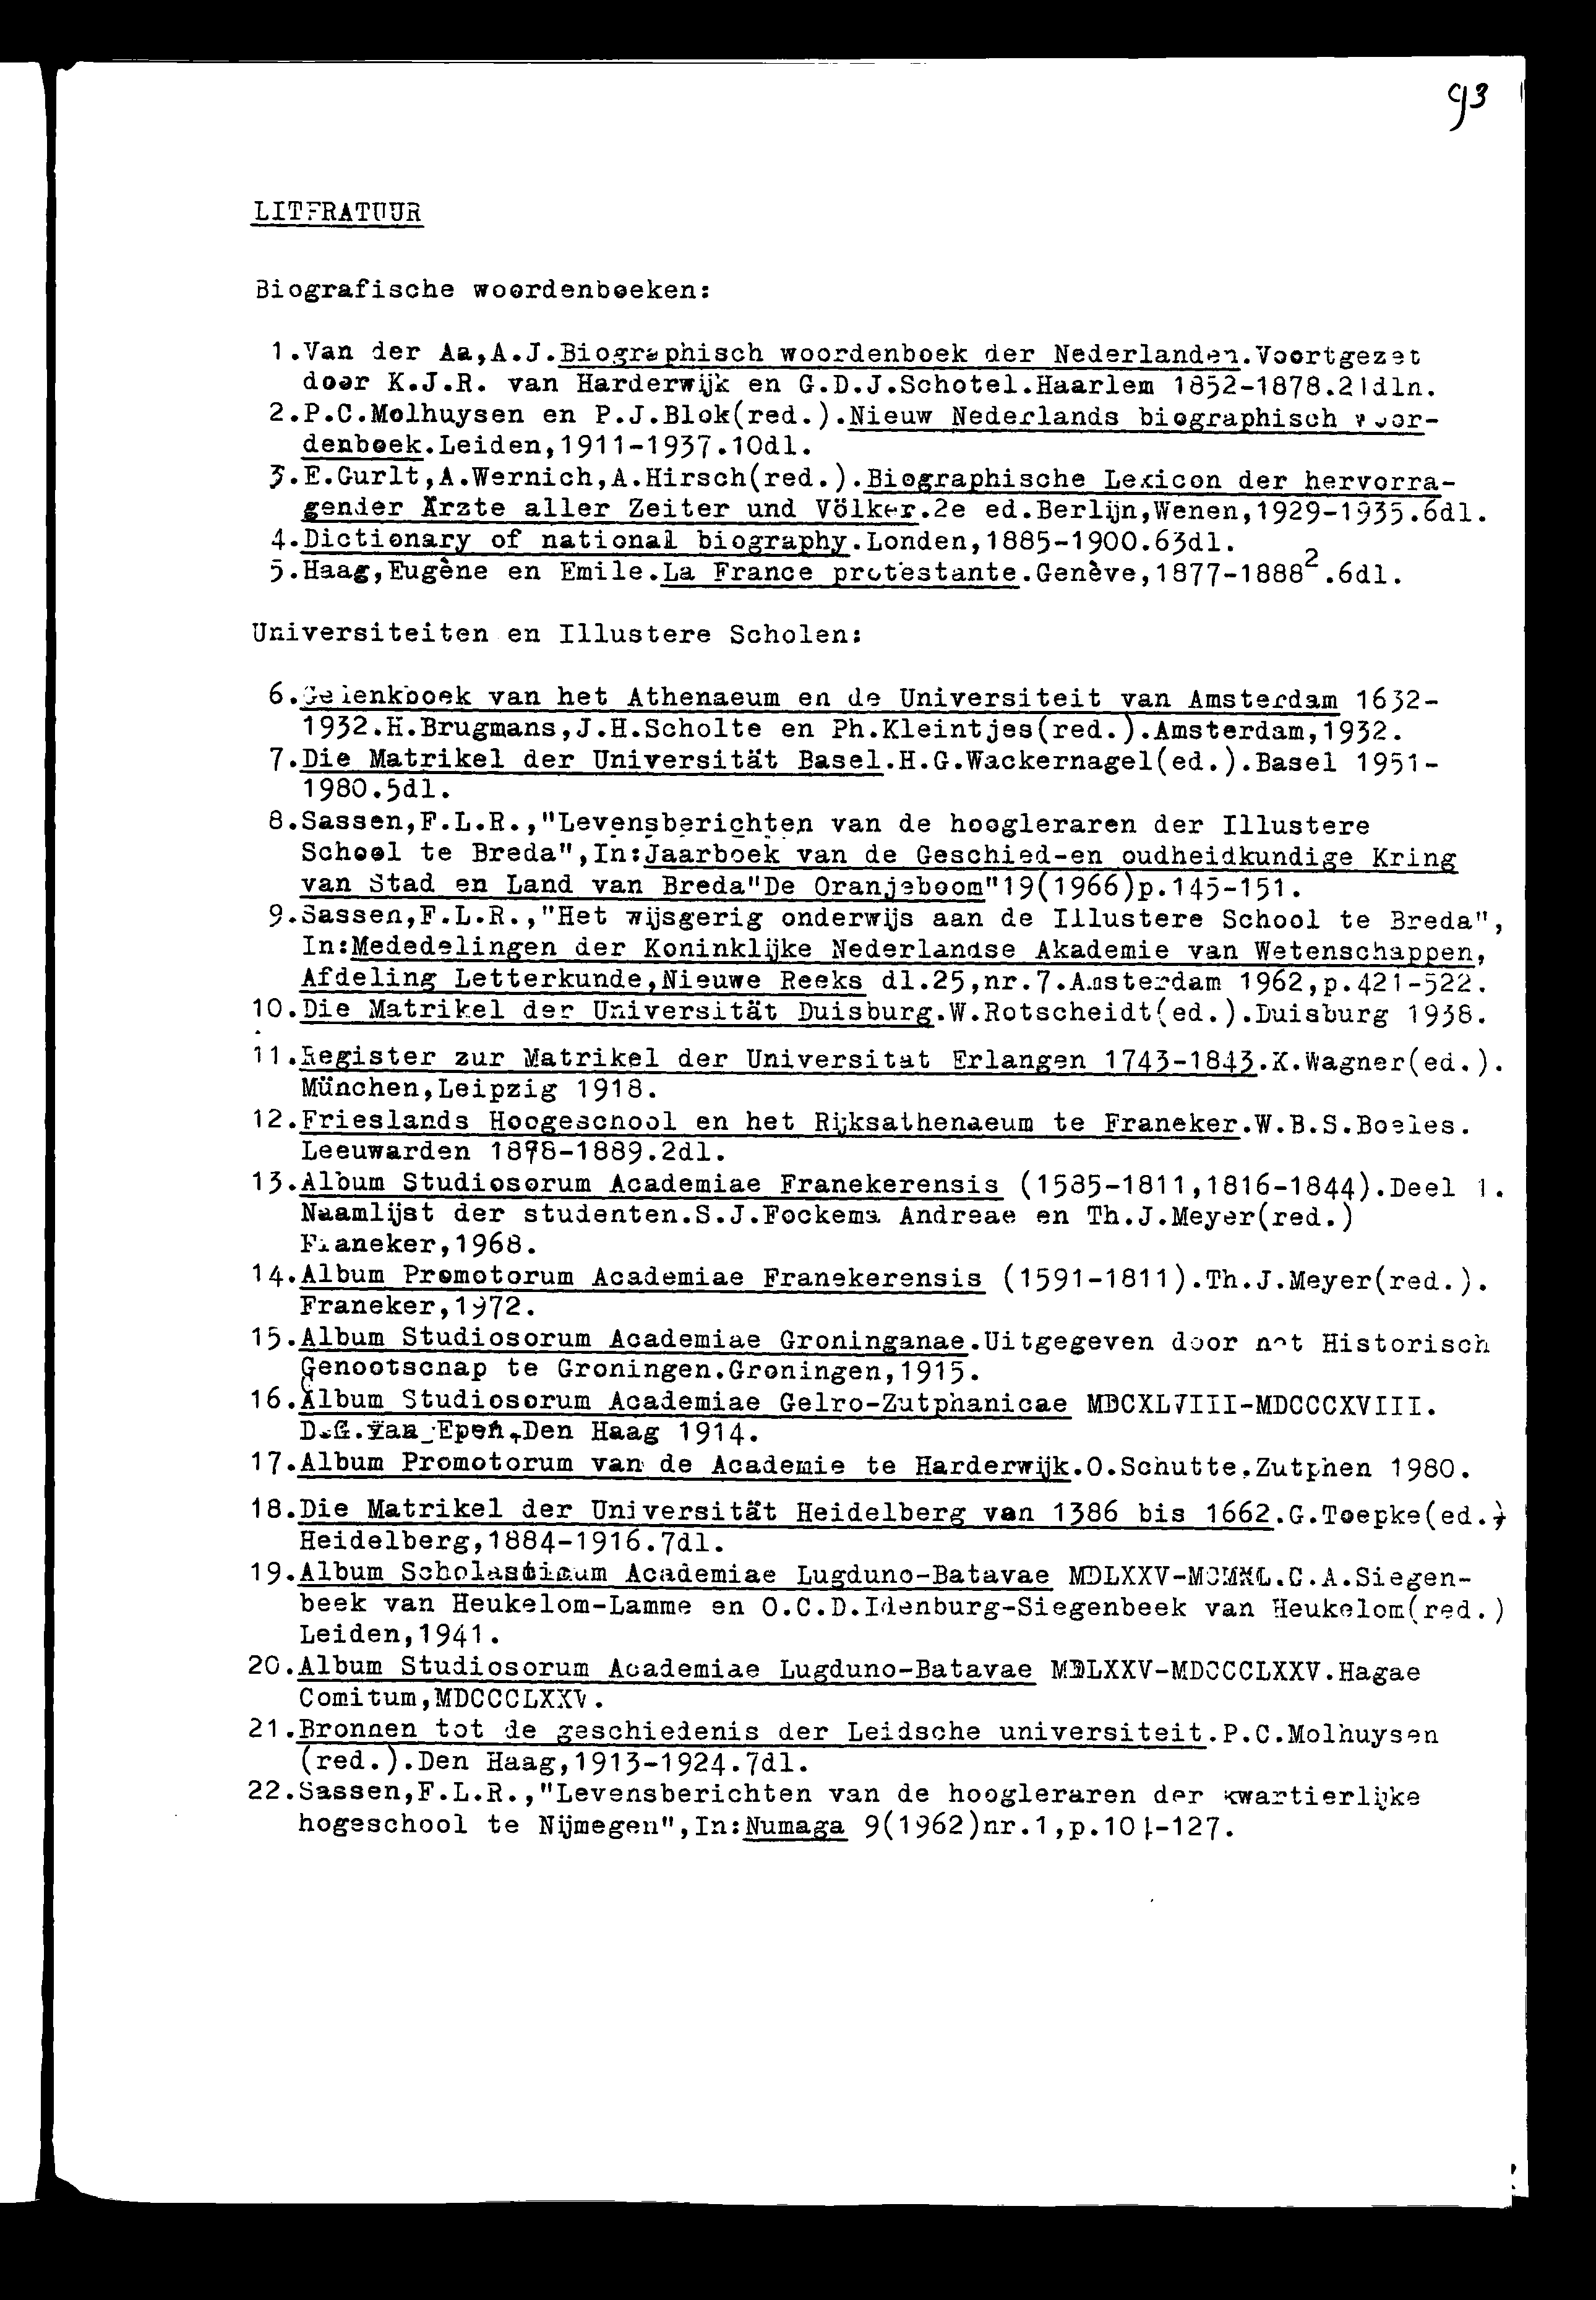 93
LITERATUUR
Biografische woordenboeken:
1.Van der Aa,A.J.Biographisch woordenboek der Nederlanden.Voortgezet
door K.J.R. van Harderwijk en G.D.J.Schotel.Haarlem 1852-1878.21dln.
2.P.C.Molhuysen en P.J.Blok(red.).Nieuw Nederlands biographisch woor-
denboek.Leiden,1911-1937.10dl.
3.E.Gurlt,A.Wernich,A.Hirsch(red.).Biographische Lexicon der hervorra-
gender Ärzte aller Zeiter und Völker.2e ed.Berlijn,Wenen,1929-1935.6dl.
4.Dictionary of national biography.Londen,1885-1900.63dl.
5.Haag,Eugène en Emile.La France protestante.Genève,1877-1888².6dl.
Universiteiten en Illustere Scholen:
6.Gedenkboek van het Athenaeum en de Universiteit van Amsterdam 1632-
1932.H.Brugmans,J.H.Scholte en Ph.Kleintjes(red.).Amsterdam,1932.
7.Die Matrikel der Universität Basel.H.G.Wackernagel(ed.).Basel 1951-
1980.5dl.
8.Sassen,F.L.R.,"Levensberichten van de hoogleraren der Illustere
School te Breda",In:Jaarboek van de Geschied-en oudheidkundige Kring
van Stad en Land van Breda"De Oranjeboom"19(1966)p.145-151.
9.Sassen,F.L.R.,"Het wijsgerig onderwijs aan de Illustere School te Breda",
In:Mededelingen der Koninklijke Nederlandse Akademie van Wetenschappen,
Afdeling Letterkunde,Nieuwe Reeks dl.25,nr.7.Amsterdam 1962,p.421-522.
10.Die Matrikel der Universität Duisburg.W.Rotscheidt(ed.).Duisburg 1938.
11.Register zur Matrikel der Universitat Erlangen 1743-1843.K.Wagner(ed.).
München,Leipzig 1918.
12.Frieslands Hoogeschool en het Rijksathenaeum te Franeker.W.B.S.Boeles.
Leeuwarden 1878-1889.2dl.
13.Album Studiosorum Academiae Franekerensis (1585-1811,1816-1844).Deel 1.
Naamlijst der studenten.S.J.Fockema Andreae en Th.J.Meyer(red.)
Franeker,1968.
14.Album Promotorum Academiae Franekerensis (1591-1811).Th.J.Meyer(red.).
Franeker,1972.
15.Album Studiosorum Academiae Groninganae.Uitgegeven door het Historisch
Genootschap te Groningen.Groningen,1915.
16.Album Studiosorum Academiae Gelro-Zutphanicae MDCXLVIII-MDCCCXVIII.
D.G.van Epen,Den Haag 1914.
17.Album Promotorum van de Academie te Harderwijk.O.Schutte,Zutphen 1980.
18.Die Matrikel der Universität Heidelberg van 1386 bis 1662.G.Toepke(ed.)
Heidelberg,1884-1916.7dl.
19.Album Scholasticum Academiae Lugduno-Batavae MDLXXV-MCMXL.C.A.Siegen-
beek van Heukelom-Lamme en O.C.D.Idenburg-Siegenbeek van Heukelom(red.)
Leiden,1941.
20.Album Studiosorum Academiae Lugduno-Batavae MDLXXV-MDCCCLXXV.Hagae
Comitum,MDCCCLXXV.
21.Bronnen tot de geschiedenis der Leidsche universiteit.P.C.Molhuysen
(red.).Den Haag,1913-1924.7dl.
22.Sassen,F.L.R.,"Levensberichten van de hoogleraren der kwartierlijke
hogeschool te Nijmegen",In:Numaga 9(1962)nr.1